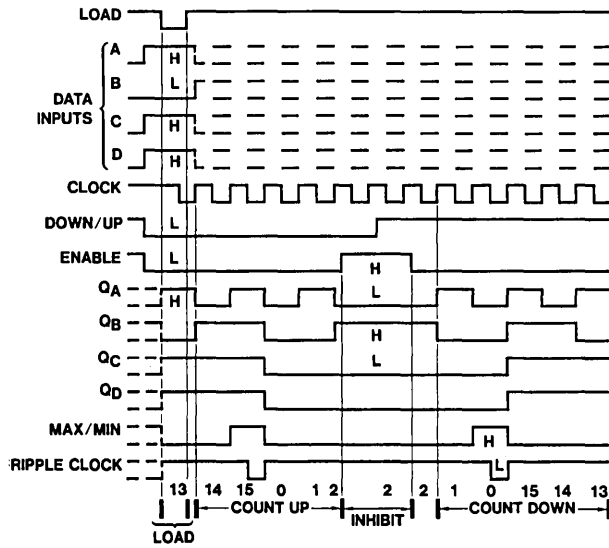 LOAD
A
H
B
L
DATA
INPUTS
C
H
D
H
CLOCK
DOWN/UP
L
ENABLE
L
H
QA
H
L
QB
H
QC
L
QD
MAX/MIN
H
RIPPLE CLOCK
L
13 14 15 0 1 2 2 2 1 0 15 14 13
COUNT UP
INHIBIT
COUNT DOWN
LOAD